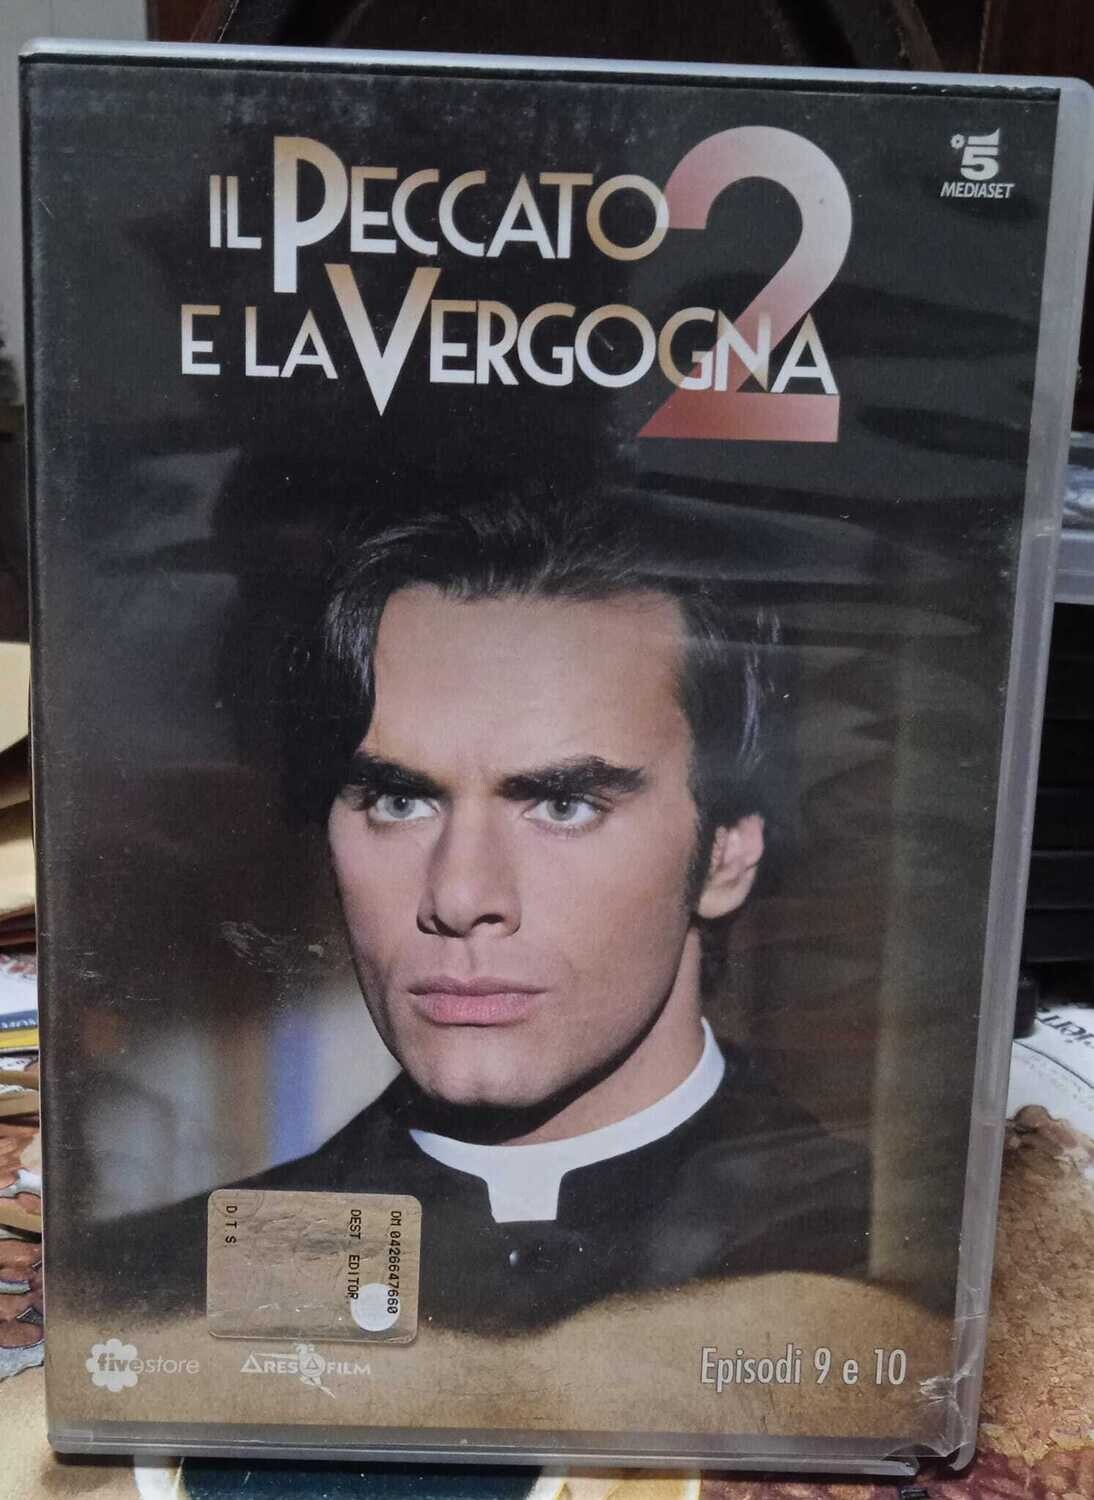 IL PECCATO 2
E LA VERGOGNA
5
MEDIASET
DM 0426647660
DEST. EDITOR
D T S
fivestore
ARES FILM
Episodi 9 e 10